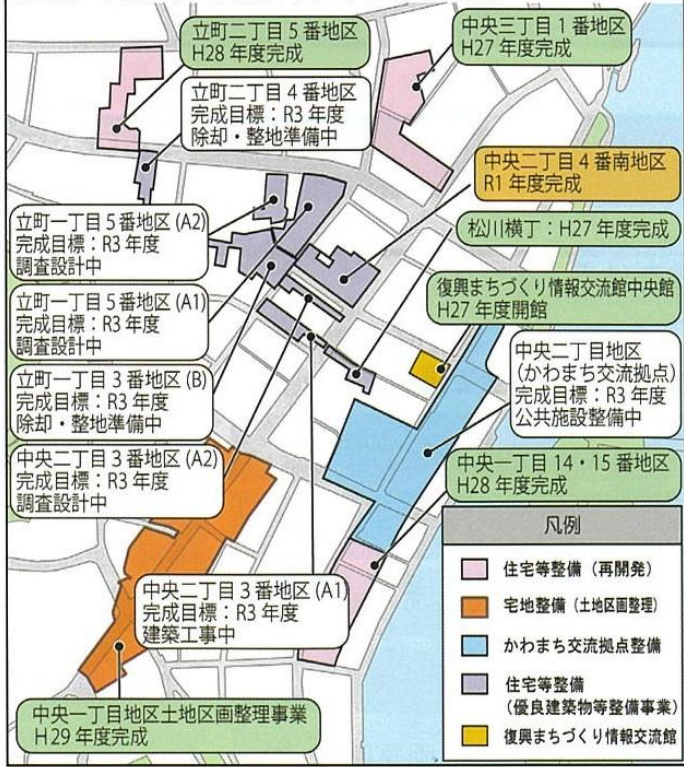 立町二丁目5番地区
H28年度完成
中央三丁目1番地区
H27年度完成
立町二丁目4番地区
完成目標：R3年度
除却・整地準備中
中央二丁目4番南地区
R1年度完成
立町一丁目5番地区(A2)
完成目標：R3年度
調査設計中
松川横丁：H27年度完成
復興まちづくり情報交流館中央館
H27年度開館
立町一丁目5番地区(A1)
完成目標：R3年度
調査設計中
中央二丁目地区
(かわまち交流拠点)
完成目標：R3年度
公共施設整備中
立町一丁目3番地区(B)
完成目標：R3年度
除却・整地準備中
中央二丁目3番地区(A2)
完成目標：R3年度
調査設計中
中央一丁目14・15番地区
H28年度完成
中央二丁目3番地区(A1)
完成目標：R3年度
建築工事中
中央一丁目地区土地区画整理事業
H29年度完成
凡例
住宅等整備（再開発）
宅地整備（土地区画整理）
かわまち交流拠点整備
住宅等整備
(優良建築物等整備事業)
復興まちづくり情報交流館